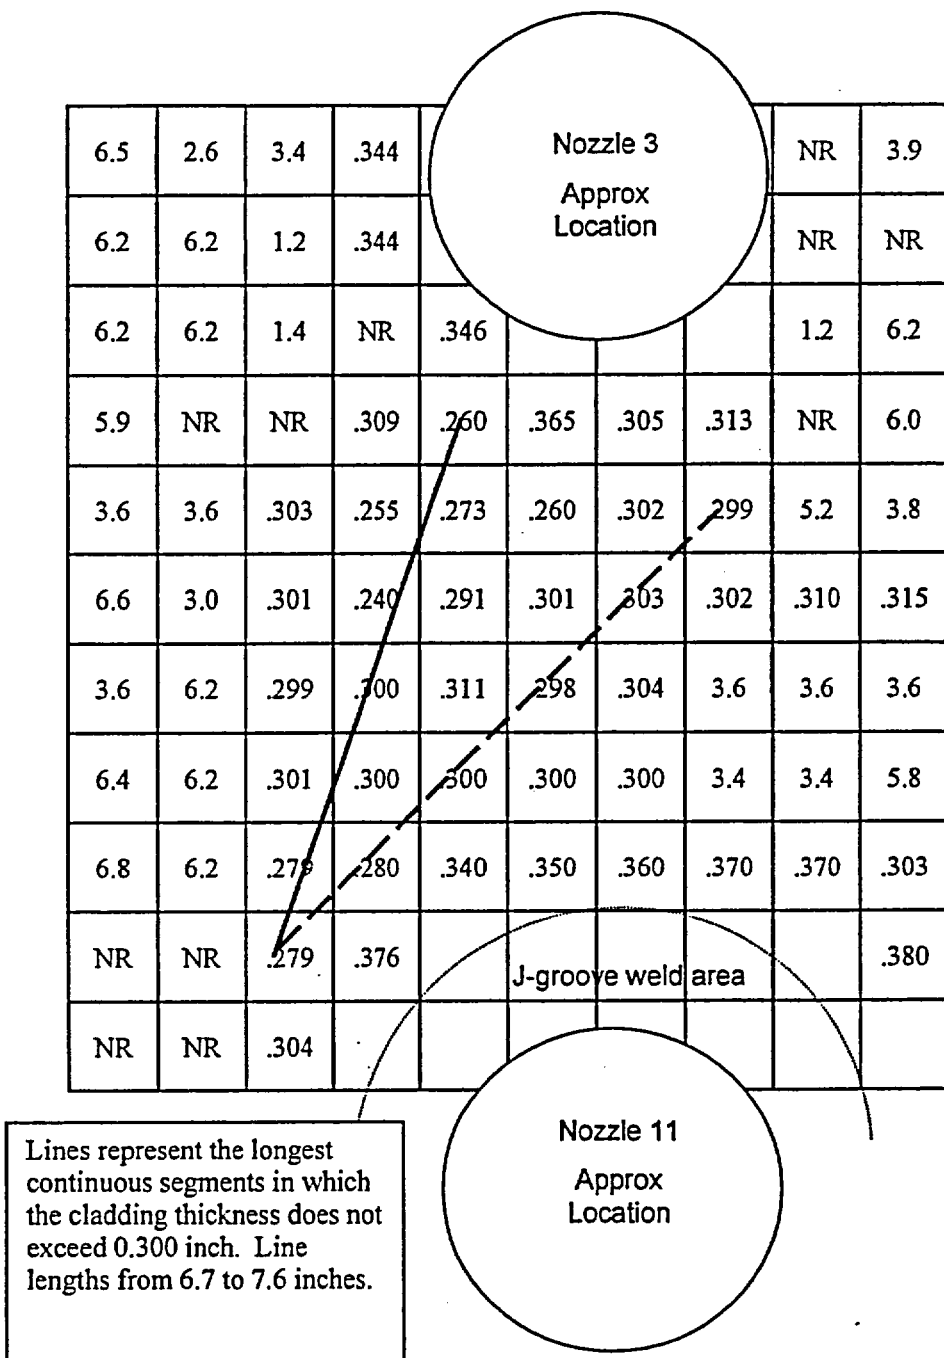 Nozzle 3
Approx
Location
6.5 2.6 3.4 .344 NR 3.9
6.2 6.2 1.2 .344 NR NR
6.2 6.2 1.4 NR .346 1.2 6.2
5.9 NR NR .309 .260 .365 .305 .313 NR 6.0
3.6 3.6 .303 .255 .273 .260 .302 .299 5.2 3.8
6.6 3.0 .301 .240 .291 .301 .303 .302 .310 .315
3.6 6.2 .299 .300 .311 .298 .304 3.6 3.6 3.6
6.4 6.2 .301 .300 .300 .300 .300 3.4 3.4 5.8
6.8 6.2 .279 .280 .340 .350 .360 .370 .370 .303
NR NR .279 .376 .380
J-groove weld area
NR NR .304
Nozzle 11
Approx
Location
Lines represent the longest
continuous segments in which
the cladding thickness does not
exceed 0.300 inch. Line
lengths from 6.7 to 7.6 inches.